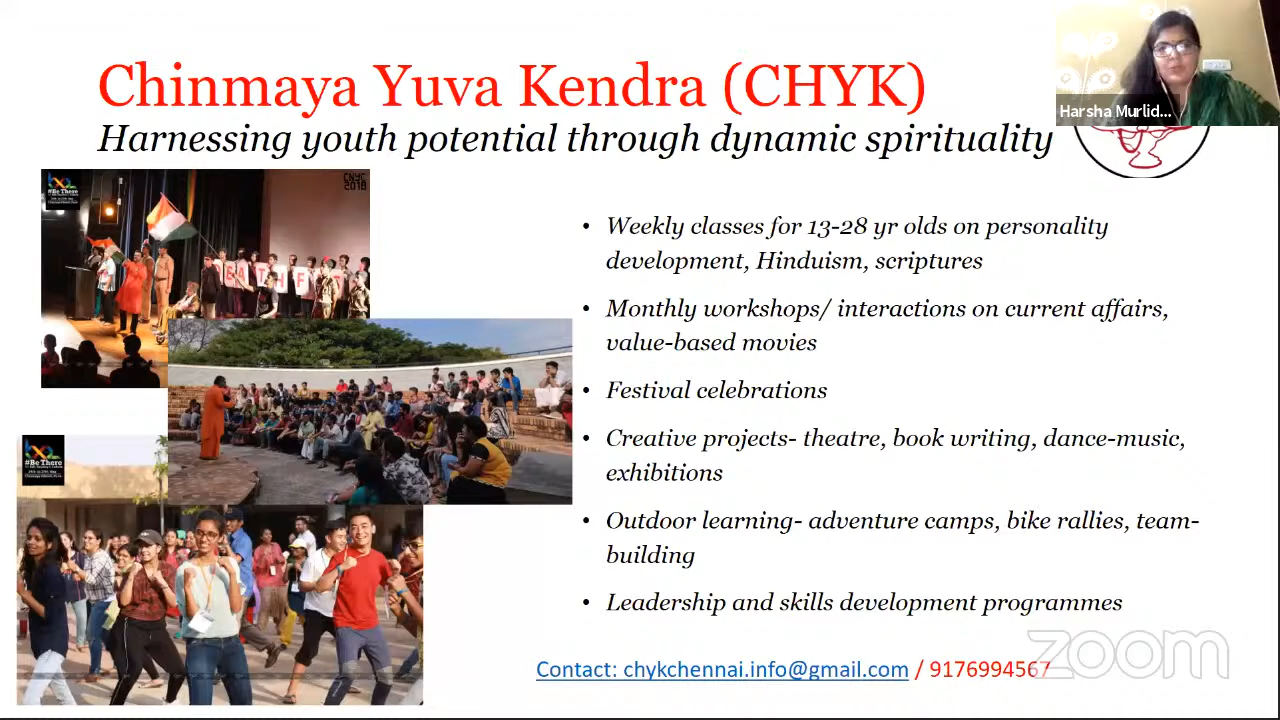 Chinmaya Yuva Kendra (CHYK)
Harnessing youth potential through dynamic spirituality
Harsha Murlid...
#Be There
CNYC
2018
• Weekly classes for 13-28 yr olds on personality
development, Hinduism, scriptures
• Monthly workshops/ interactions on current affairs,
value-based movies
• Festival celebrations
• Creative projects- theatre, book writing, dance-music,
exhibitions
#Be There
• Outdoor learning- adventure camps, bike rallies, team-
building
• Leadership and skills development programmes
Contact: chykchennai.info@gmail.com / 9176994567
zoom